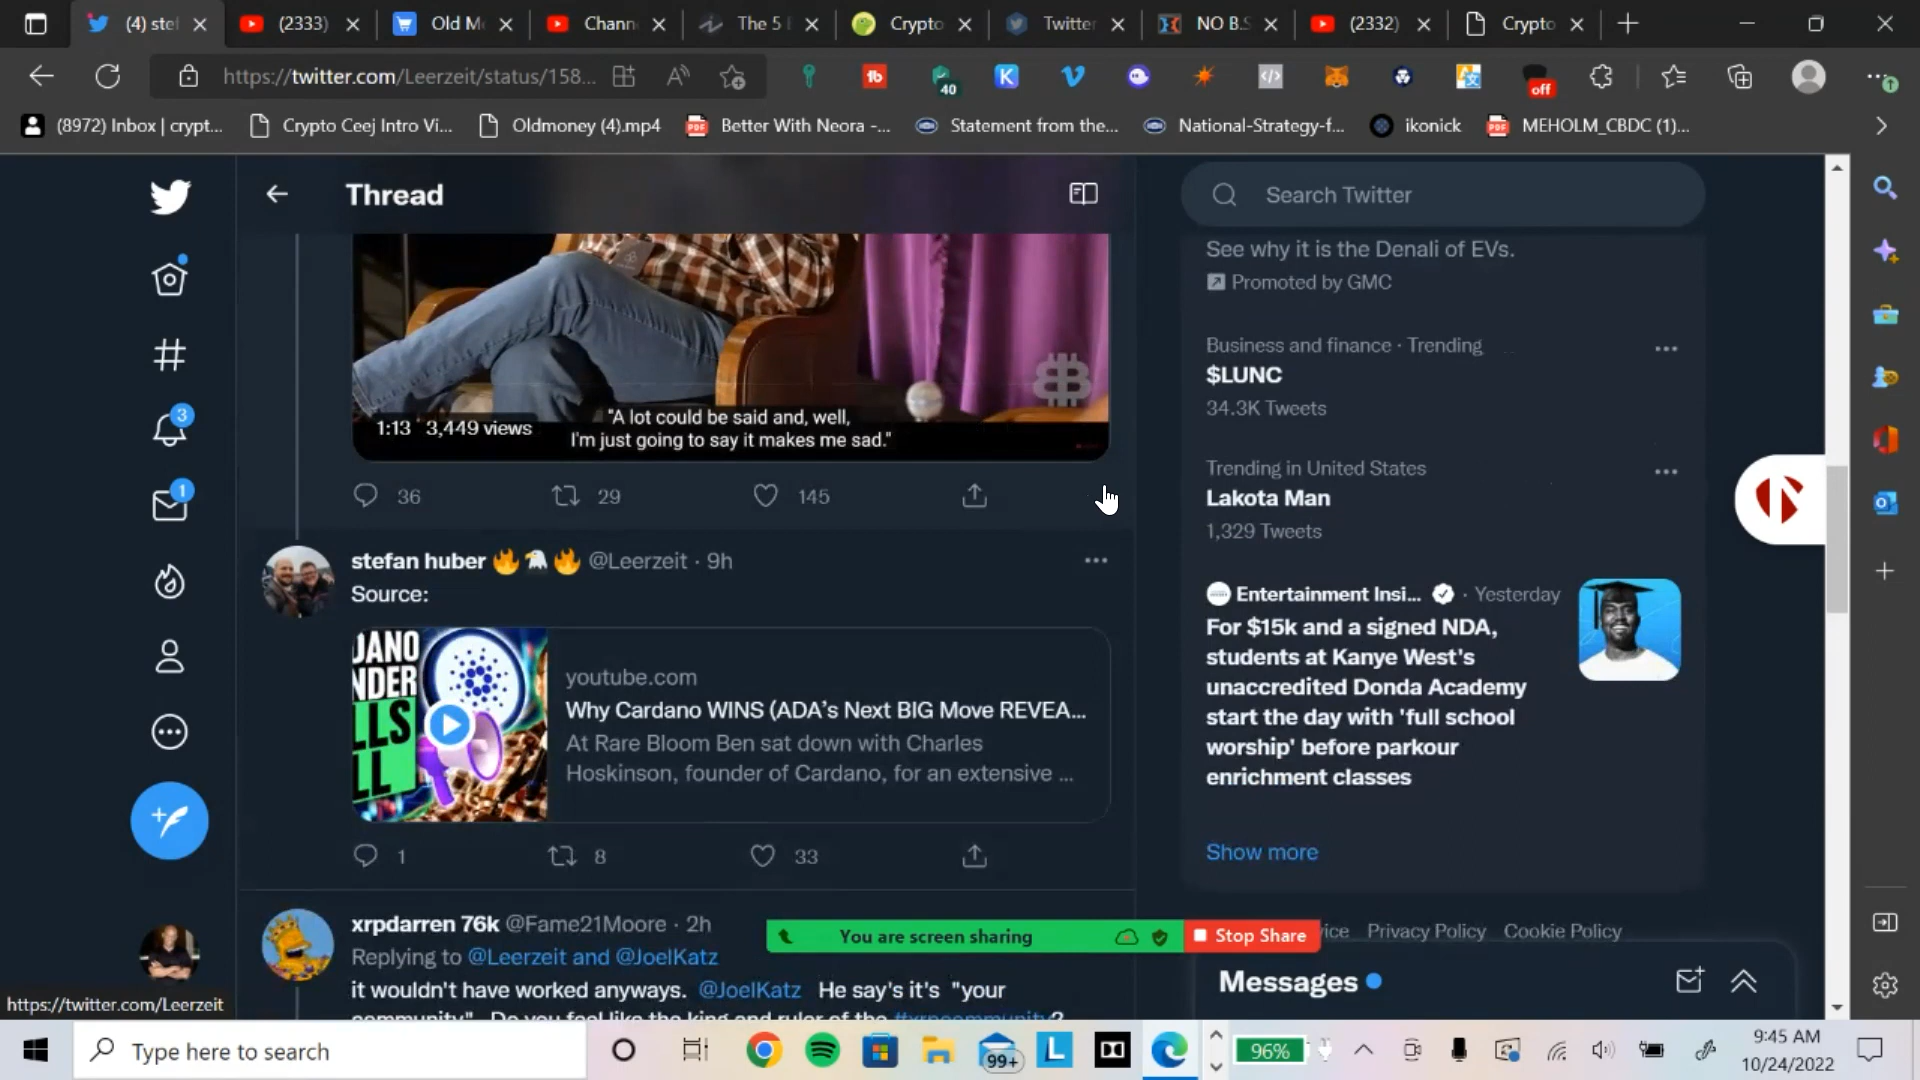 (4) stef
(2333)
Old Mo
Chann
The 5
Crypto
Twitter
NO B.S
(2332)
Crypto
https://twitter.com/Leerzeit/status/158...
40
off
(8972) Inbox | crypt...
Crypto Ceej Intro Vi...
Oldmoney (4).mp4
Better With Neora -...
Statement from the...
National-Strategy-f...
ikonick
MEHOLM_CBDC (1)...
Thread
"A lot could be said and, well,
I'm just going to say it makes me sad."
1:13 3,449 views
36 29 145
stefan huber 🔥🦅🔥 @Leerzeit · 9h
Source:
youtube.com
Why Cardano WINS (ADA's Next BIG Move REVEA...
At Rare Bloom Ben sat down with Charles
Hoskinson, founder of Cardano, for an extensive ...
1 8 33
xrpdarren 76k @Fame21Moore · 2h
Replying to @Leerzeit and @JoelKatz
it wouldn't have worked anyways. @JoelKatz He say's it's "your
community" Do you feel like the king and ruler of the #xrpcommunity?
3
1
Search Twitter
See why it is the Denali of EVs.
Promoted by GMC
Business and finance · Trending
$LUNC
34.3K Tweets
Trending in United States
Lakota Man
1,329 Tweets
Entertainment Insi... · Yesterday
For $15k and a signed NDA,
students at Kanye West's
unaccredited Donda Academy
start the day with 'full school
worship' before parkour
enrichment classes
Show more
Privacy Policy Cookie Policy
Messages
You are screen sharing
Stop Share
https://twitter.com/Leerzeit
Type here to search
99+
96%
9:45 AM
10/24/2022